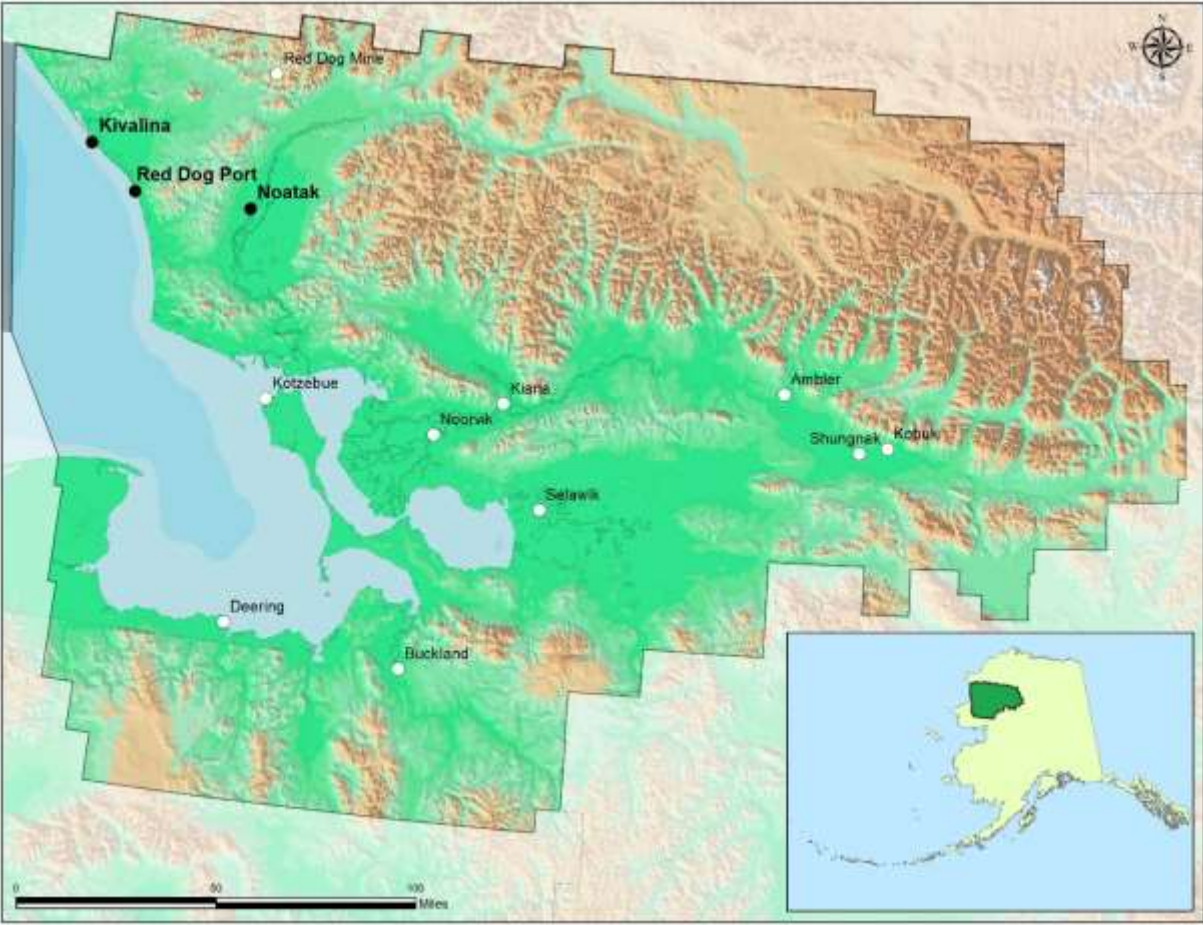 N
W E
S
Red Dog Mine
Kivalina
Red Dog Port
Noatak
Kotzebue
Kiana
Ambler
Noorvik
Shungnak
Kobuk
Selawik
Deering
Buckland
0 50 100
Miles